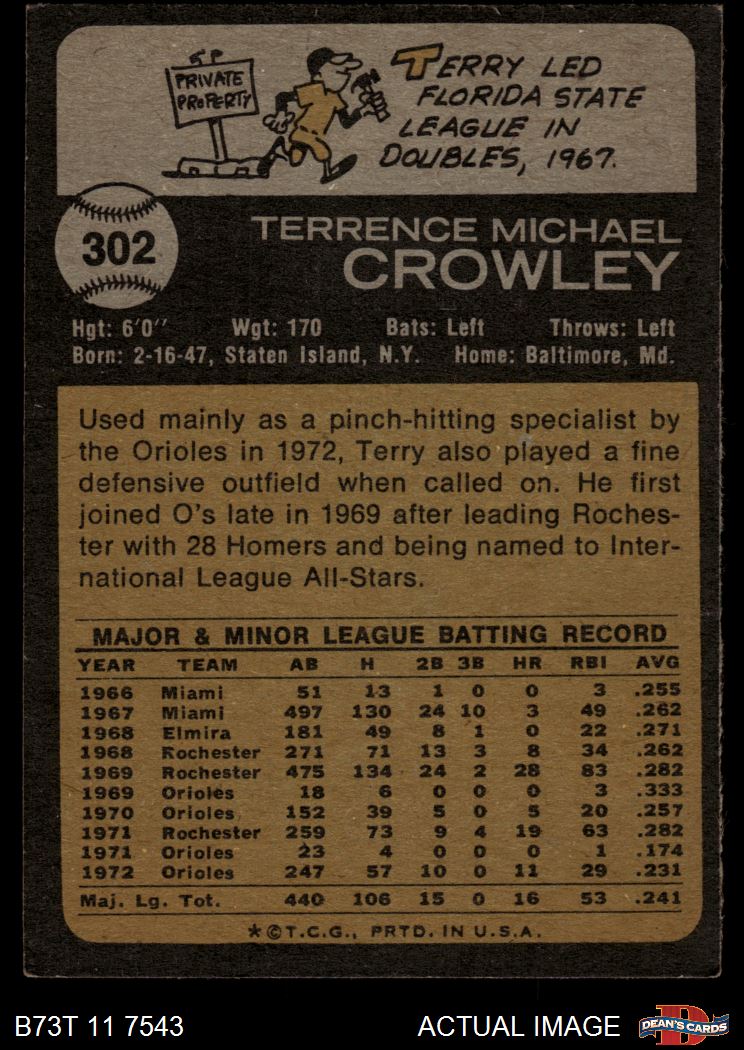 PRIVATE
PROPERTY
TERRY LED
FLORIDA STATE
LEAGUE IN
DOUBLES, 1967.
302
TERRENCE MICHAEL
CROWLEY
Hgt: 6'0" Wgt: 170 Bats: Left Throws: Left
Born: 2-16-47, Staten Island, N.Y. Home: Baltimore, Md.
Used mainly as a pinch-hitting specialist by
the Orioles in 1972, Terry also played a fine
defensive outfield when called on. He first
joined O's late in 1969 after leading Roches-
ter with 28 Homers and being named to Inter-
national League All-Stars.
MAJOR & MINOR LEAGUE BATTING RECORD
YEAR TEAM AB H 2B 3B HR RBI AVG
1966 Miami 51 13 1 0 0 3 .255
1967 Miami 497 130 24 10 3 49 .262
1968 Elmira 181 49 8 1 0 22 .271
1968 Rochester 271 71 13 3 8 34 .262
1969 Rochester 475 134 24 2 28 83 .282
1969 Orioles 18 6 0 0 0 3 .333
1970 Orioles 152 39 5 0 5 20 .257
1971 Rochester 259 73 9 4 19 63 .282
1971 Orioles 23 4 0 0 0 1 .174
1972 Orioles 247 57 10 0 11 29 .231
Maj. Lg. Tot. 440 106 15 0 16 53 .241
*©T.C.G., PRTD. IN U.S.A.
B73T 11 7543 ACTUAL IMAGE
DEAN'S CARDS